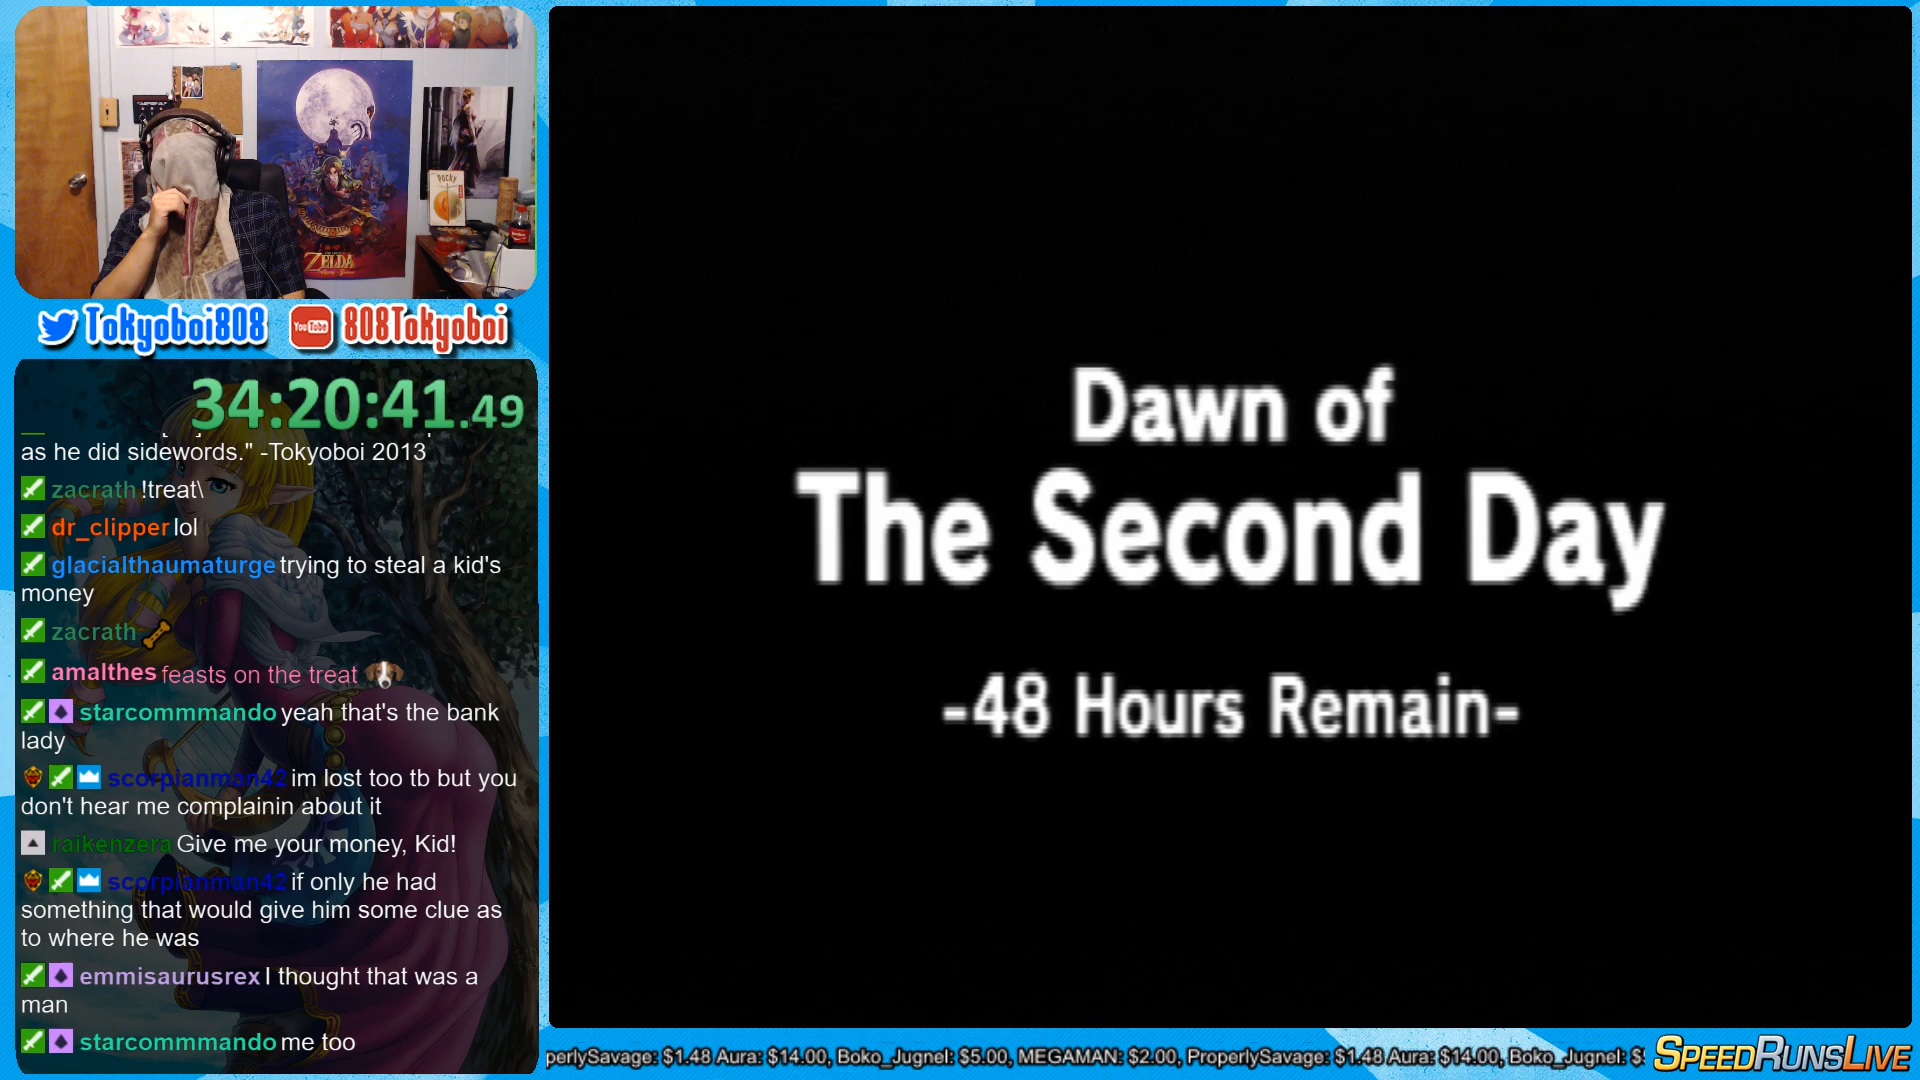 POCKY
ZELDA
Tokyoboi808
YouTube
808Tokyoboi
34:20:41.49
as he did sidewords." -Tokyoboi 2013
zacrath !treat\
dr_clipper lol
glacialthaumaturge trying to steal a kid's
money
zacrath
amalthes feasts on the treat
starcommmando yeah that's the bank
lady
scorpianman42 im lost too tb but you
don't hear me complainin about it
raikenzera Give me your money, Kid!
scorpianman42 if only he had
something that would give him some clue as
to where he was
emmisaurusrex I thought that was a
man
starcommmando me too
Dawn of
The Second Day
-48 Hours Remain-
perlySavage: $1.48 Aura: $14.00, Boko_Jugnel: $5.00, MEGAMAN: $2.00, ProperlySavage: $1.48 Aura: $14.00, Boko_Jugnel: $
SPEEDRUNSLIVE